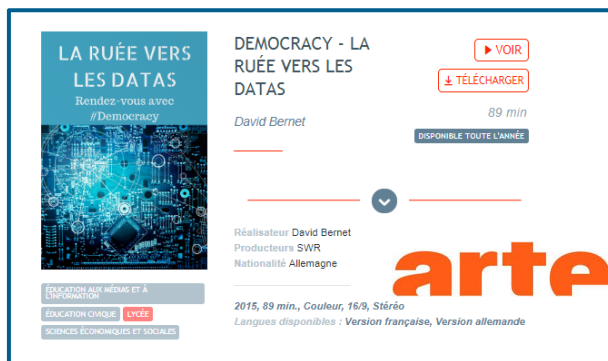 LA RUÉE VERS
LES DATAS
Rendez-vous avec
#Democracy
ÉDUCATION AUX MÉDIAS ET À
L'INFORMATION
ÉDUCATION CIVIQUE LYCÉE
SCIENCES ÉCONOMIQUES ET SOCIALES
DEMOCRACY - LA
RUÉE VERS LES
DATAS
David Bernet
VOIR
TÉLÉCHARGER
89 min
DISPONIBLE TOUTE L'ANNÉE
Réalisateur David Bernet
Producteurs SWR
Nationalité Allemagne
arte
2015, 89 min., Couleur, 16/9, Stéréo
Langues disponibles : Version française, Version allemande